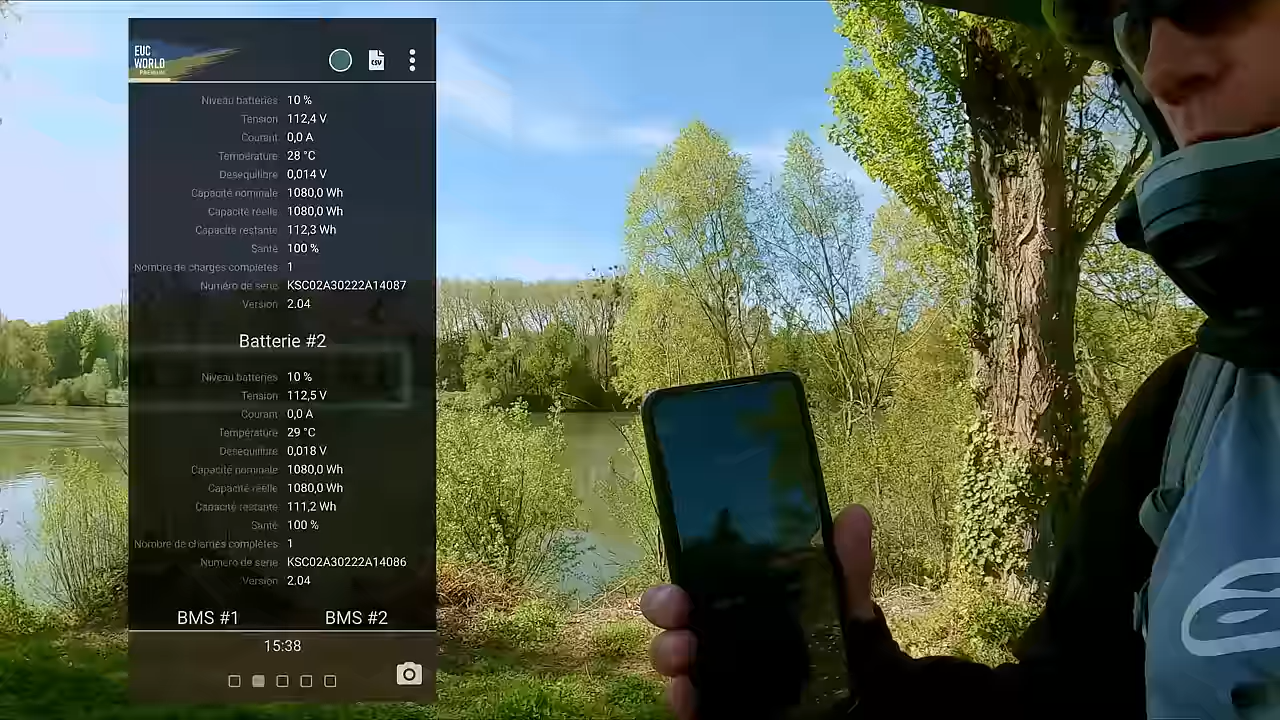 EUC
WORLD
PREMIUM
CSV
Niveau batteries 10 %
Tension 112,4 V
Courant 0,0 A
Température 28 °C
Desequilibre 0,014 V
Capacité nominale 1080,0 Wh
Capacité réelle 1080,0 Wh
Capacité restante 112,3 Wh
Santé 100 %
Nombre de charges complètes 1
Numéro de série KSC02A30222A14087
Version 2.04
Batterie #2
Niveau batteries 10 %
Tension 112,5 V
Courant 0,0 A
Température 29 °C
Desequilibre 0,018 V
Capacité nominale 1080,0 Wh
Capacité réelle 1080,0 Wh
Capacité restante 111,2 Wh
Santé 100 %
Nombre de charges complètes 1
Numéro de série KSC02A30222A14086
Version 2.04
BMS #1 BMS #2
15:38